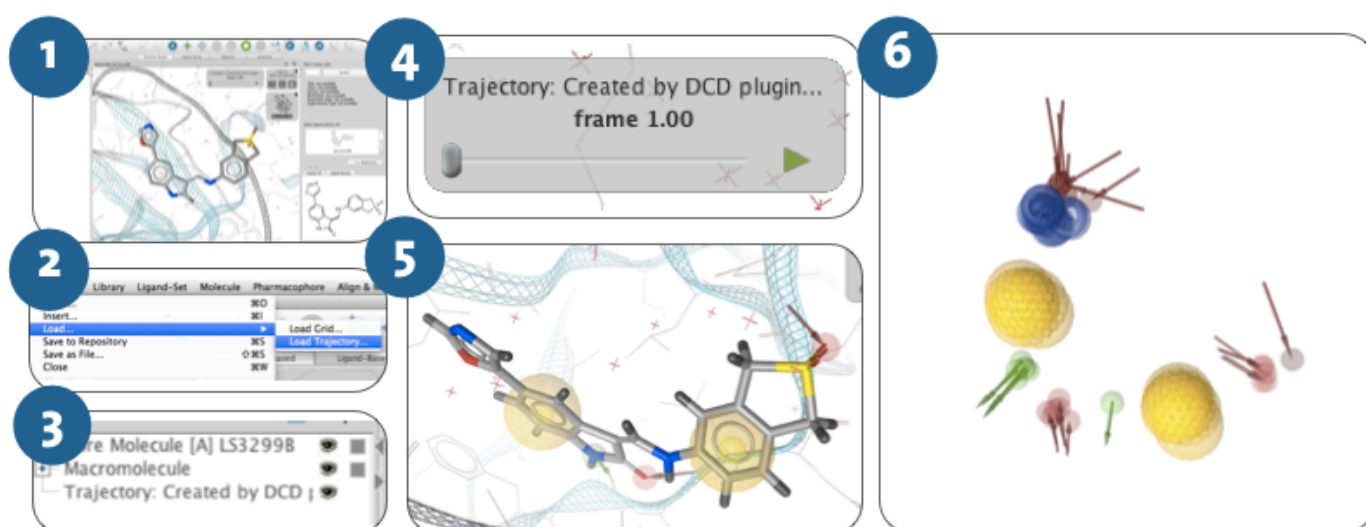 1
2
Library Ligand-Set Molecule Pharmacophore Align &
⌘O
Insert... ⌘I
Load... Load Grid...
Save to Repository ⌘S Load Trajectory...
Save as File... ⇧⌘S
Close ⌘W
3
Molecule [A] LS3299B
Macromolecule
Trajectory: Created by DCD
4
Trajectory: Created by DCD plugin...
frame 1.00
5
6